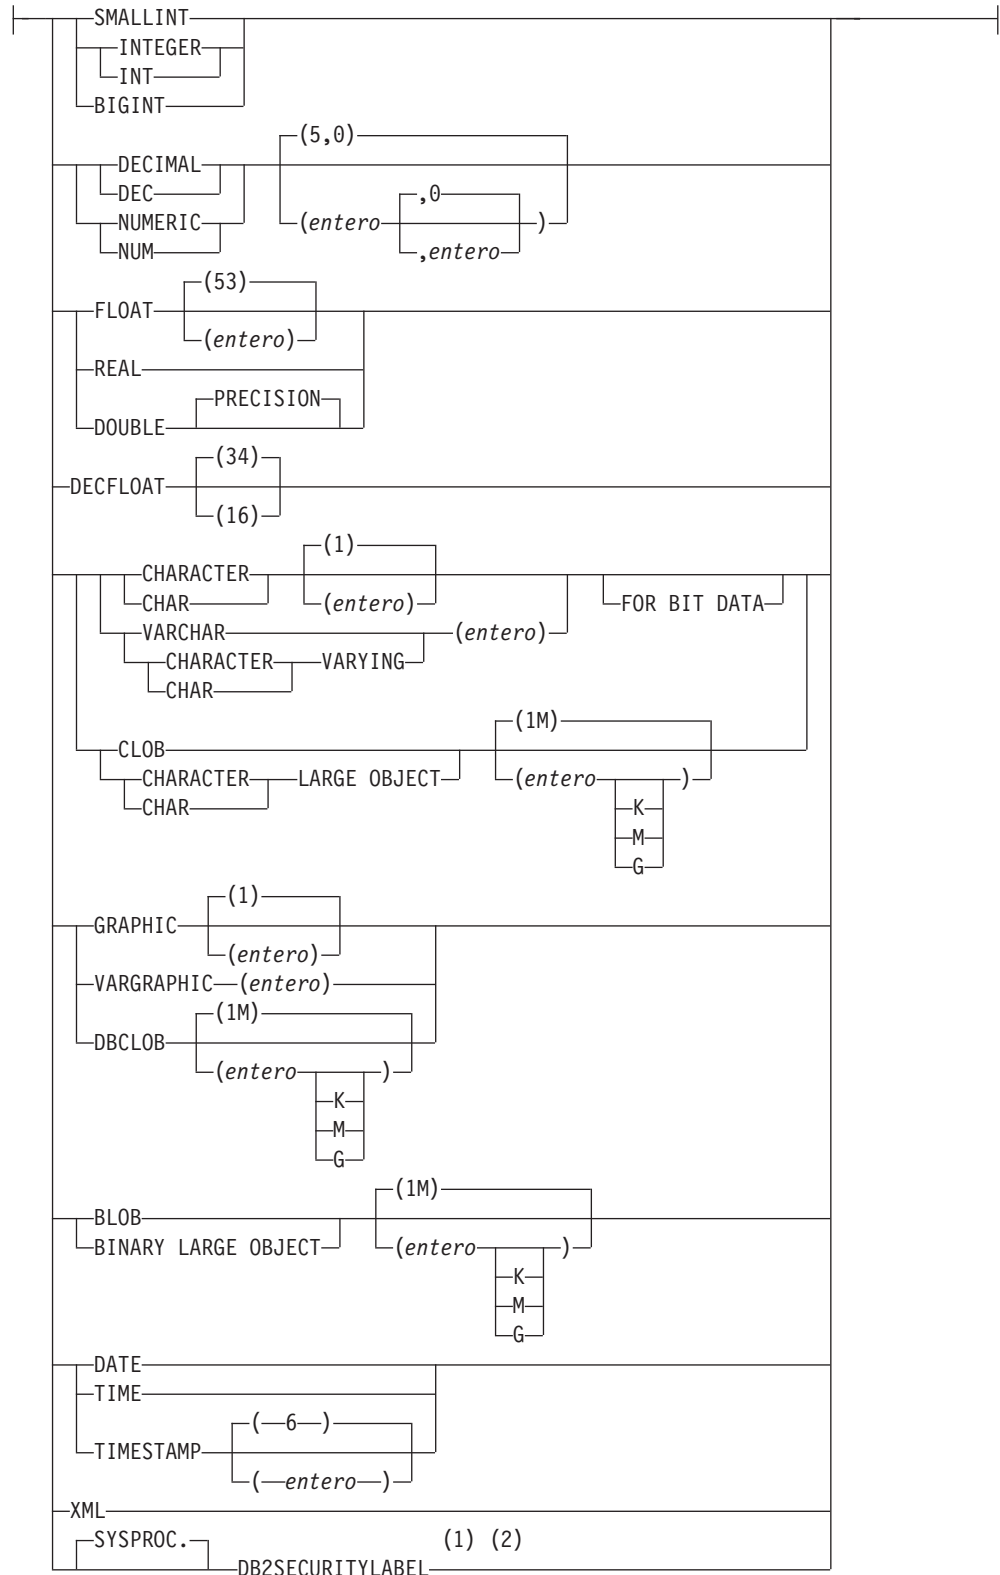 SMALLINT
INTEGER
INT
BIGINT
(5,0)
DECIMAL
DEC
,0
NUMERIC
(entero )
NUM
,entero
(53)
FLOAT
(entero)
REAL
PRECISION
DOUBLE
(34)
DECFLOAT
(16)
(1)
CHARACTER
CHAR
(entero)
FOR BIT DATA
VARCHAR
(entero)
CHARACTER
VARYING
CHAR
(1M)
CLOB
CHARACTER
LARGE OBJECT
(entero )
CHAR
K
M
G
(1)
GRAPHIC
(entero)
VARGRAPHIC
(entero)
(1M)
DBCLOB
(entero )
K
M
G
(1M)
BLOB
BINARY LARGE OBJECT
(entero )
K
M
G
DATE
TIME
( 6 )
TIMESTAMP
( entero )
XML
SYSPROC.
(1) (2)
DB2SECURITYLABEL